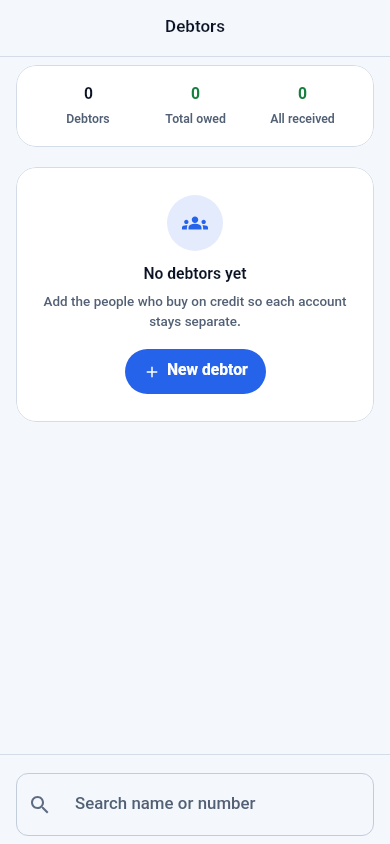 Debtors
0 0 0
Debtors Total owed All received
No debtors yet
Add the people who buy on credit so each account
stays separate.
New debtor
Search name or number